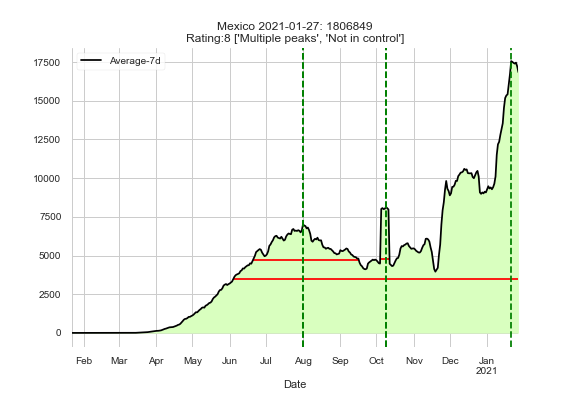 Mexico 2021-01-27: 1806849
Rating:8 ['Multiple peaks', 'Not in control']
Average-7d
17500
15000
12500
10000
7500
5000
2500
0
Feb Mar Apr May Jun Jul Aug Sep Oct Nov Dec Jan
2021
Date